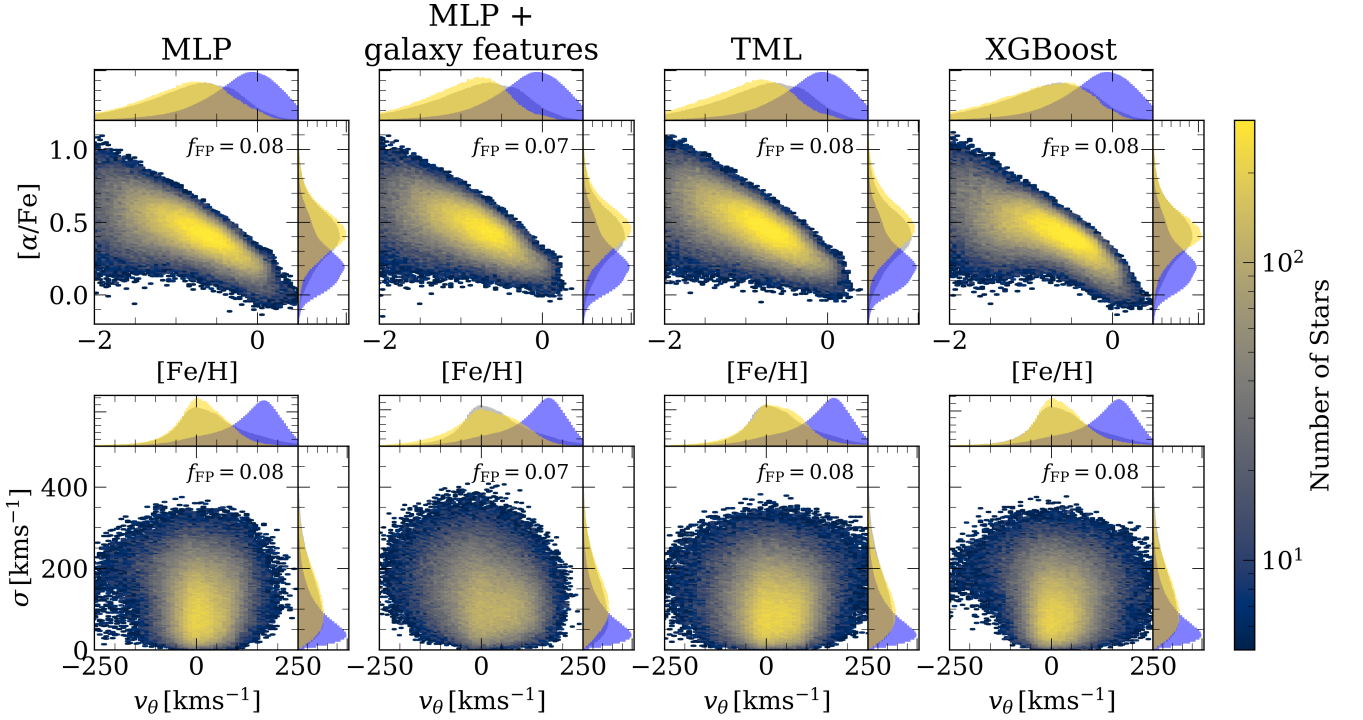 MLP
MLP +
galaxy features
TML
XGBoost
f_FP = 0.08
f_FP = 0.07
f_FP = 0.08
f_FP = 0.08
[α/Fe]
1.0
0.5
0.0
−2 0
−2 0
−2 0
−2 0
[Fe/H]
[Fe/H]
[Fe/H]
[Fe/H]
f_FP = 0.08
f_FP = 0.07
f_FP = 0.08
f_FP = 0.08
σ [kms⁻¹]
400
200
0
−250 0 250
−250 0 250
−250 0 250
−250 0 250
v_θ [kms⁻¹]
v_θ [kms⁻¹]
v_θ [kms⁻¹]
v_θ [kms⁻¹]
10²
10¹
Number of Stars